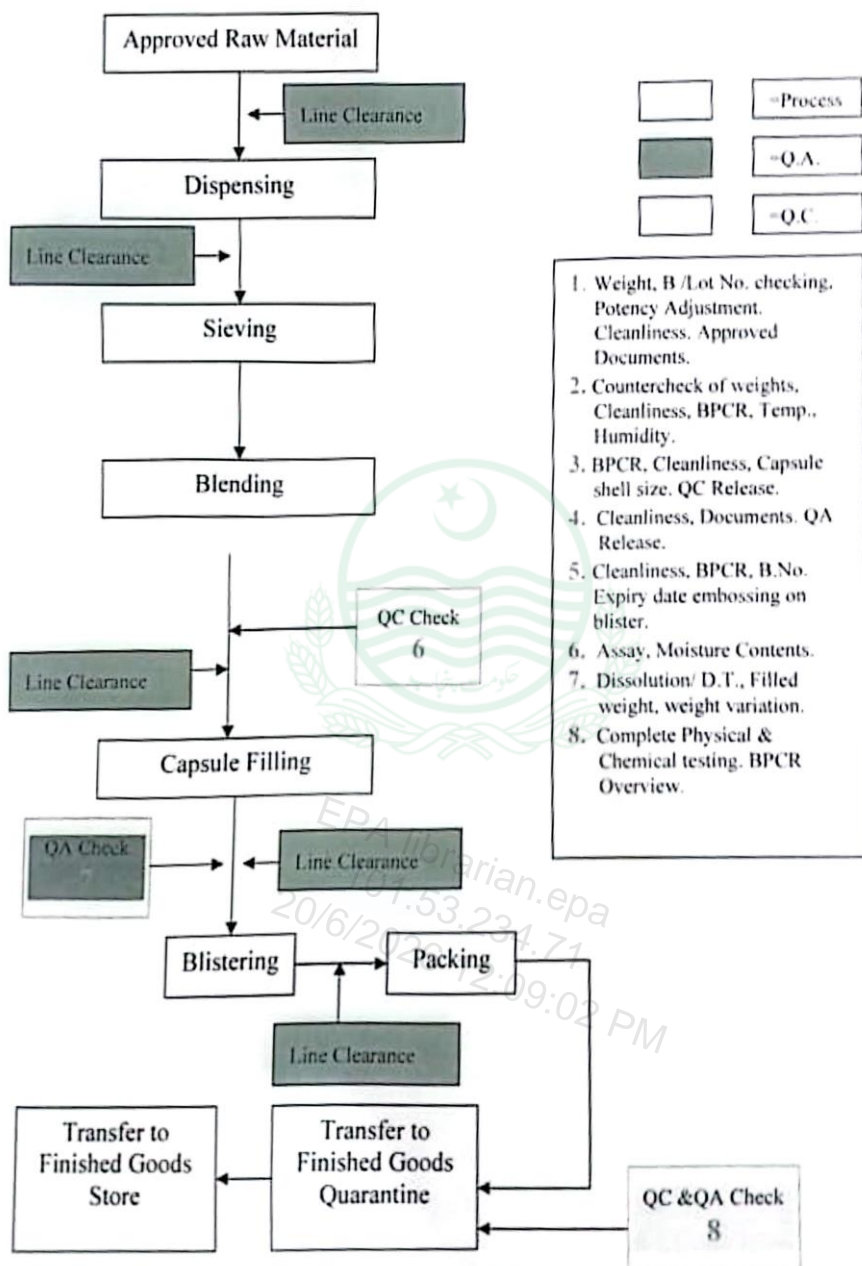 Approved Raw Material
Line Clearance
Dispensing
Line Clearance
Sieving
Blending
QC Check
6
Line Clearance
Capsule Filling
QA Check
7
Line Clearance
Blistering
Packing
Line Clearance
Transfer to
Finished Goods
Store
Transfer to
Finished Goods
Quarantine
QC &QA Check
8
=Process
=Q.A.
=Q.C.
1. Weight, B /Lot No. checking,
Potency Adjustment.
Cleanliness. Approved
Documents.
2. Countercheck of weights,
Cleanliness, BPCR, Temp.,
Humidity.
3. BPCR, Cleanliness, Capsule
shell size. QC Release.
4. Cleanliness, Documents. QA
Release.
5. Cleanliness, BPCR, B.No.
Expiry date embossing on
blister.
6. Assay, Moisture Contents.
7. Dissolution/ D.T., Filled
weight, weight variation.
8. Complete Physical &
Chemical testing. BPCR
Overview.
حکومت پنجاب
EPA librarian.epa
101.53.234.71
12:09:02 PM